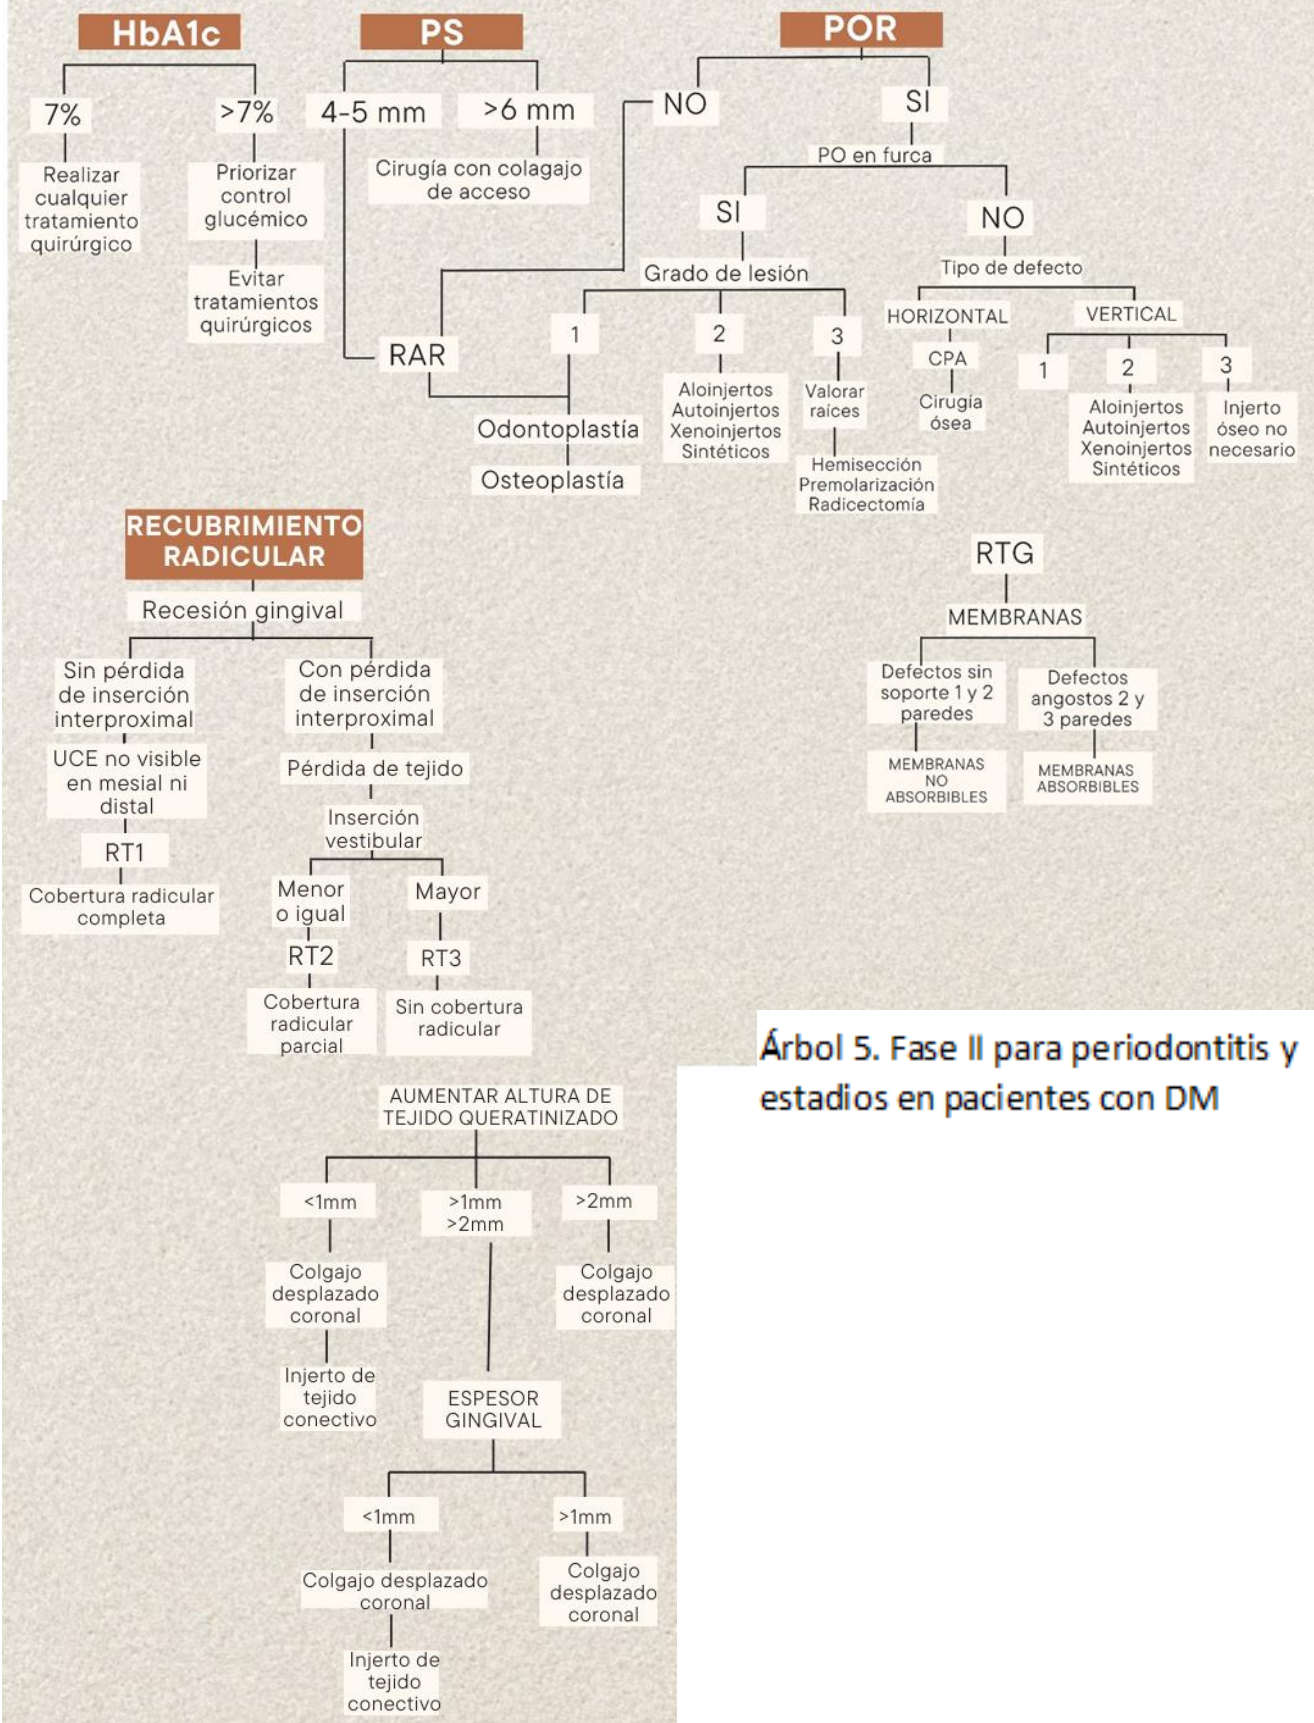 HbA1c
7%
>7%
Realizar
cualquier
tratamiento
quirúrgico
Priorizar
control
glucémico
Evitar
tratamientos
quirúrgicos
PS
4-5 mm
>6 mm
Cirugía con colagajo
de acceso
RAR
POR
NO
SI
PO en furca
SI
NO
Grado de lesión
1
2
3
Odontoplastía
Osteoplastía
Aloinjertos
Autoinjertos
Xenoinjertos
Sintéticos
Valorar
raíces
Hemisección
Premolarización
Radicectomía
Tipo de defecto
HORIZONTAL
VERTICAL
CPA
Cirugía
ósea
1
2
3
Aloinjertos
Autoinjertos
Xenoinjertos
Sintéticos
Injerto
óseo no
necesario
RECUBRIMIENTO
RADICULAR
Recesión gingival
Sin pérdida
de inserción
interproximal
UCE no visible
en mesial ni
distal
RT1
Cobertura radicular
completa
Con pérdida
de inserción
interproximal
Pérdida de tejido
Inserción
vestibular
Menor
o igual
Mayor
RT2
RT3
Cobertura
radicular
parcial
Sin cobertura
radicular
RTG
MEMBRANAS
Defectos sin
soporte 1 y 2
paredes
Defectos
angostos 2 y
3 paredes
MEMBRANAS
NO
ABSORBIBLES
MEMBRANAS
ABSORBIBLES
Árbol 5. Fase II para periodontitis y
estadios en pacientes con DM
AUMENTAR ALTURA DE
TEJIDO QUERATINIZADO
<1mm
>1mm
>2mm
>2mm
Colgajo
desplazado
coronal
Injerto de
tejido
conectivo
Colgajo
desplazado
coronal
ESPESOR
GINGIVAL
<1mm
>1mm
Colgajo desplazado
coronal
Injerto de
tejido
conectivo
Colgajo
desplazado
coronal